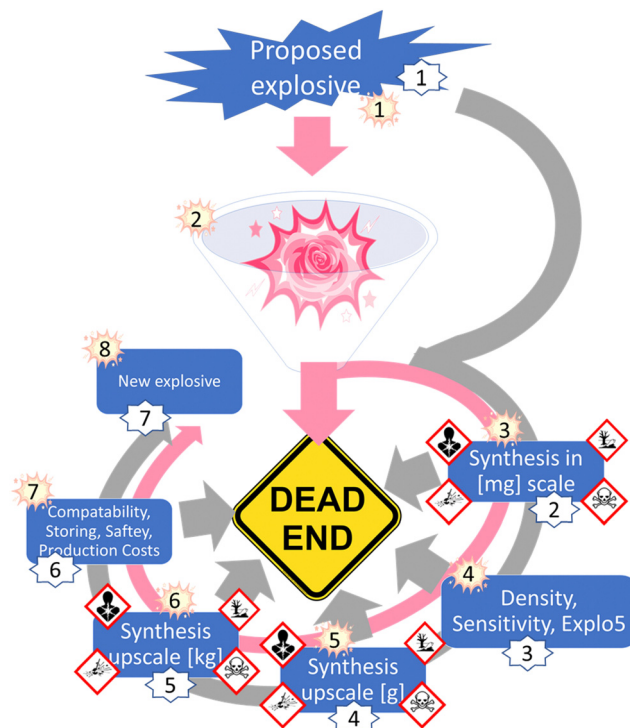 Proposed
explosive
1
1
2
8
New explosive
7
3
Synthesis in
[mg] scale
2
DEAD
END
7
Compatability,
Storing, Saftey,
Production Costs
6
4
Density,
Sensitivity, Explo5
3
6
Synthesis
upscale [kg]
5
5
Synthesis
upscale [g]
4